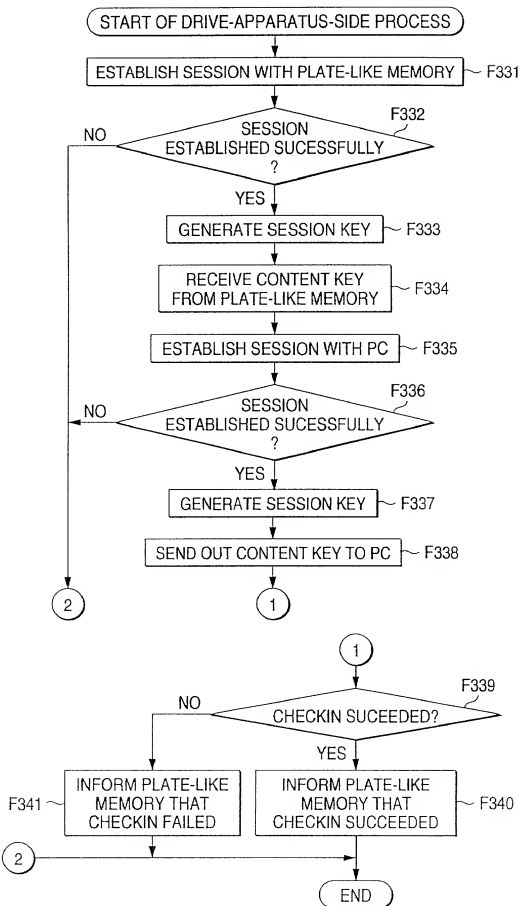 START OF DRIVE-APPARATUS-SIDE PROCESS
ESTABLISH SESSION WITH PLATE-LIKE MEMORY
F331
F332
NO
SESSION
ESTABLISHED SUCESSFULLY
?
YES
GENERATE SESSION KEY
F333
RECEIVE CONTENT KEY
FROM PLATE-LIKE MEMORY
F334
ESTABLISH SESSION WITH PC
F335
F336
NO
SESSION
ESTABLISHED SUCESSFULLY
?
YES
GENERATE SESSION KEY
F337
SEND OUT CONTENT KEY TO PC
F338
2
1
1
F339
NO
CHECKIN SUCEEDED?
YES
F341
INFORM PLATE-LIKE
MEMORY THAT
CHECKIN FAILED
INFORM PLATE-LIKE
MEMORY THAT
CHECKIN SUCCEEDED
F340
2
END